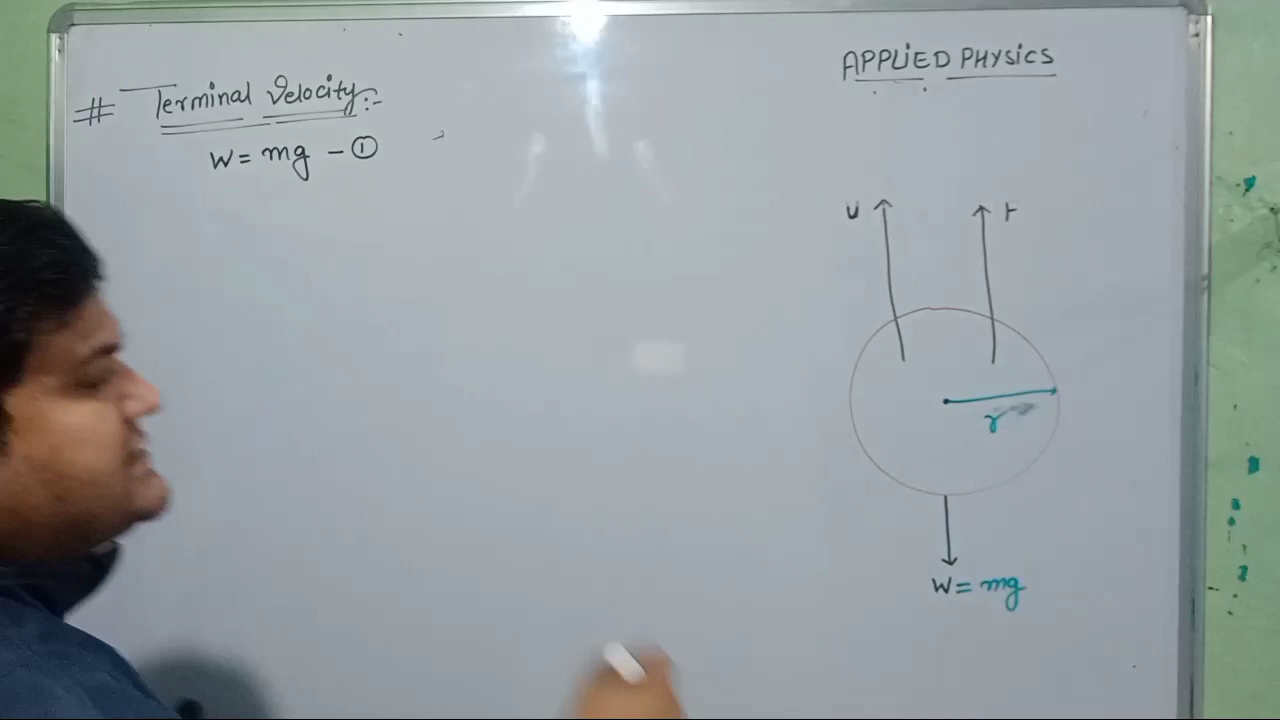 APPLiED PHYSiCS
# Terminal Velocity:-
W = mg - ①
U
r
W = mg